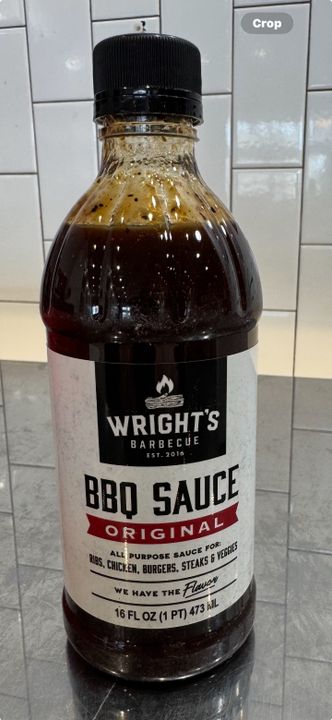 Crop
WRIGHT'S
BARBECUE
EST. 2016
BBQ SAUCE
ORIGINAL
ALL PURPOSE SAUCE FOR:
RIBS, CHICKEN, BURGERS, STEAKS & VEGGIES
WE HAVE THE Flavor
16 FL OZ (1 PT) 473 ML